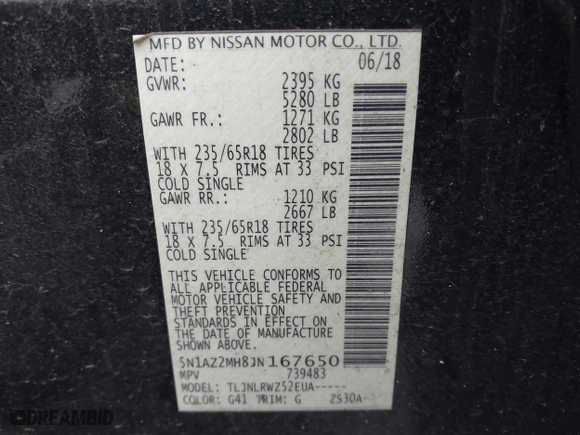 MFD BY NISSAN MOTOR CO., LTD.
DATE: 06/18
GVWR: 2395 KG
5280 LB
GAWR FR.: 1271 KG
2802 LB
WITH 235/65R18 TIRES
18 X 7.5 RIMS AT 33 PSI
COLD SINGLE
GAWR RR.: 1210 KG
2667 LB
WITH 235/65R18 TIRES
18 X 7.5 RIMS AT 33 PSI
COLD SINGLE
THIS VEHICLE CONFORMS TO
ALL APPLICABLE FEDERAL
MOTOR VEHICLE SAFETY AND
THEFT PREVENTION
STANDARDS IN EFFECT ON
THE DATE OF MANUFACTURE
SHOWN ABOVE.
5N1AZ2MH8JN167650
MPV 739483
MODEL: TLJNLRWZ52EUA-----
COLOR: G41 TRIM: G 2S30A
DREAMBID